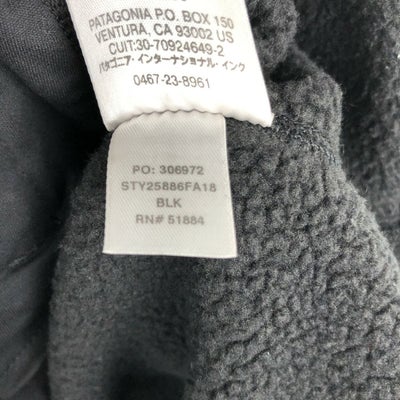 PATAGONIA P.O. BOX 150
VENTURA, CA 93002 US
CUIT:30-70924649-2
パタゴニア・インターナショナル・インク
0467-23-8961
PO: 306972
STY25886FA18
BLK
RN# 51884